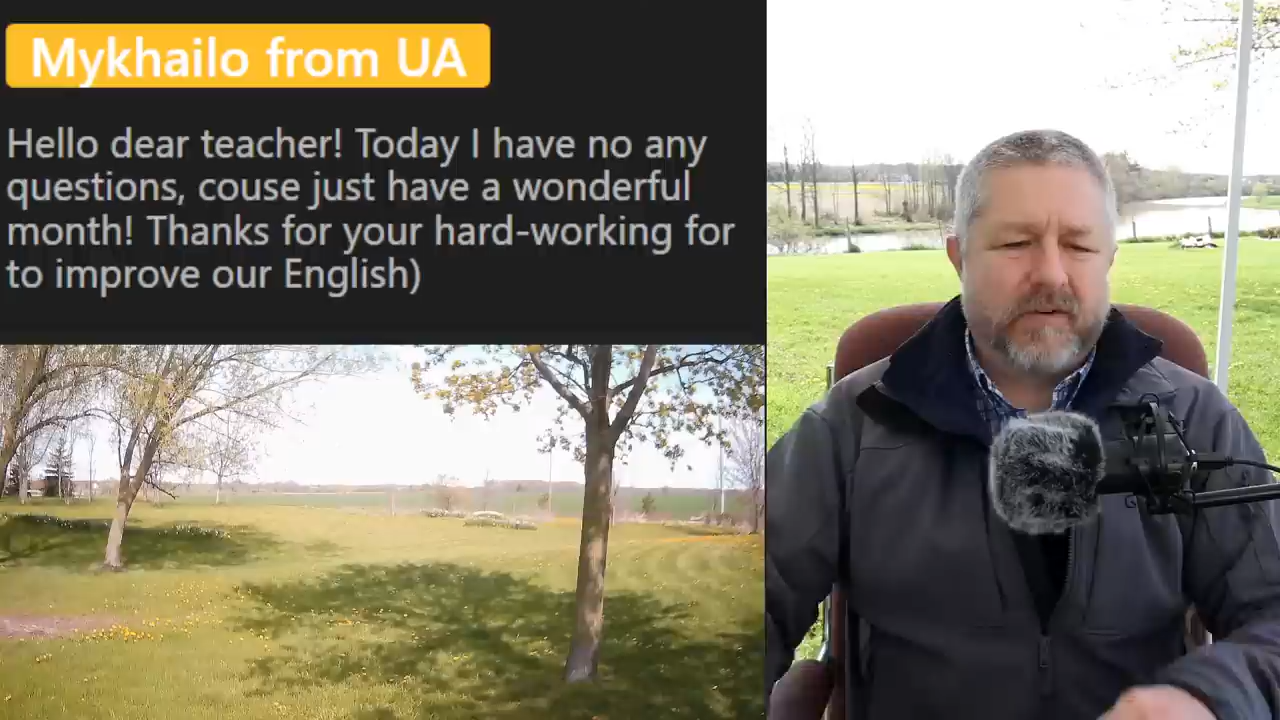 Mykhailo from UA
Hello dear teacher! Today I have no any
questions, couse just have a wonderful
month! Thanks for your hard-working for
to improve our English)